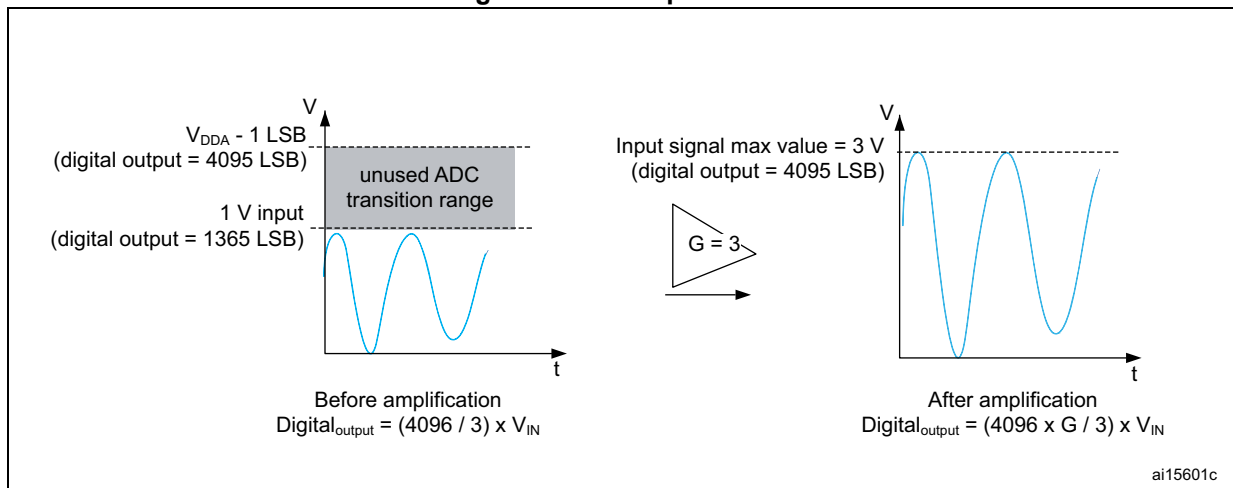 V
V_DDA - 1 LSB
(digital output = 4095 LSB)
unused ADC
transition range
1 V input
(digital output = 1365 LSB)
t
Before amplification
Digital_output = (4096 / 3) x V_IN
G = 3
V
Input signal max value = 3 V
(digital output = 4095 LSB)
t
After amplification
Digital_output = (4096 x G / 3) x V_IN
ai15601c